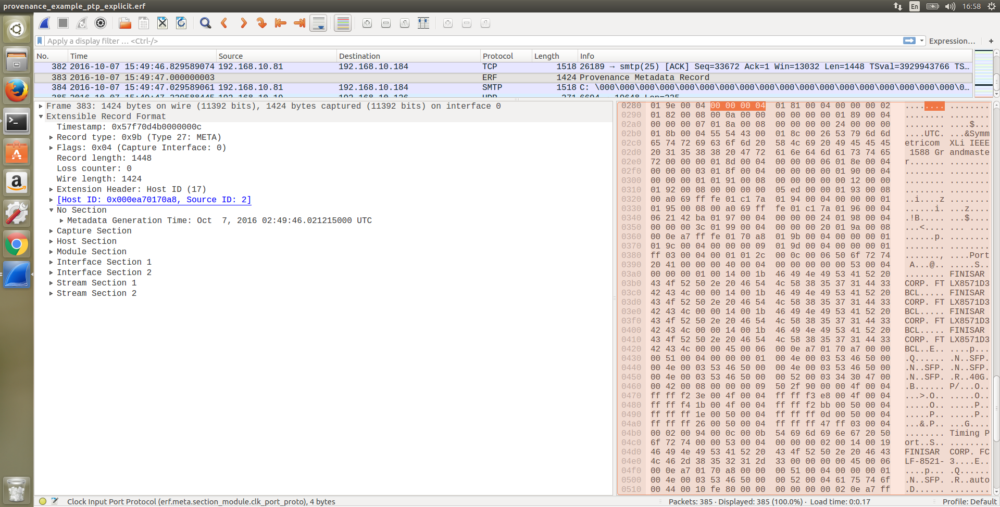 provenance_example_ptp_explicit.erf
En
16:58
Apply a display filter … <Ctrl-/>
Expression…
+
No. Time Source Destination Protocol Length Info
382 2016-10-07 15:49:46.829589074 192.168.10.81 192.168.10.184 TCP 1518 26189 → smtp(25) [ACK] Seq=33672 Ack=1 Win=13032 Len=1448 TSval=3929943766 TS…
383 2016-10-07 15:49:47.000000003 ERF 1424 Provenance Metadata Record
384 2016-10-07 15:49:47.029589061 192.168.10.81 192.168.10.184 SMTP 1518 C: \000\000\000\000\000\000\000\000\000\000\000\000\000\000\000\000\000\000\0…
Frame 383: 1424 bytes on wire (11392 bits), 1424 bytes captured (11392 bits) on interface 0
Extensible Record Format
Timestamp: 0x57f70d4b0000000c
Record type: 0x9b (Type 27: META)
Flags: 0x04 (Capture Interface: 0)
Record length: 1448
Loss counter: 0
Wire length: 1424
Extension Header: Host ID (17)
[Host ID: 0x000ea70170a8, Source ID: 2]
No Section
Metadata Generation Time: Oct  7, 2016 02:49:46.021215000 UTC
Capture Section
Host Section
Module Section
Interface Section 1
Interface Section 2
Stream Section 1
Stream Section 2
0280 01 9e 00 04 00 00 00 04 01 81 00 04 00 00 00 02 ........ ........
0290 01 82 00 08 00 0a 00 00 00 00 00 00 01 89 00 04 ........ ........
02a0 00 00 00 07 01 8a 00 08 00 00 00 00 24 00 00 00 ........ ....$...
02b0 01 8b 00 04 55 54 43 00 01 8c 00 26 53 79 6d 6d ....UTC. ...&Symm
02c0 65 74 72 69 63 6f 6d 20 58 4c 69 20 49 45 45 45 etricom  XLi IEEE
02d0 20 31 35 38 38 20 47 72 61 6e 64 6d 61 73 74 65 1588 Gr andmaste
02e0 72 00 00 00 01 8d 00 04 00 00 00 06 01 8e 00 04 r....... ........
02f0 00 00 00 03 01 8f 00 04 00 00 00 00 01 90 00 04 ........ ........
0300 00 00 00 01 01 91 00 08 00 00 00 00 00 12 00 00 ........ ........
0310 01 92 00 08 00 00 00 00 05 ed 00 00 01 93 00 08 ........ ........
0320 00 a0 69 ff fe 01 c1 7a 01 94 00 04 00 00 00 01 ..i....z ........
0330 01 95 00 08 00 a0 69 ff fe 01 c1 7a 01 96 00 04 ......i. ...z....
0340 06 21 42 ba 01 97 00 04 00 00 00 24 01 98 00 04 .!B..... ...$....
0350 00 00 00 3c 01 99 00 04 00 00 00 20 01 9a 00 08 ...<.... ... ....
0360 00 0e a7 ff fe 01 70 a8 01 9b 00 04 00 00 00 01 ......p. ........
0370 01 9c 00 04 00 00 00 09 01 9d 00 04 00 00 00 01 ........ ........
0380 ff 03 00 04 00 01 01 2c 00 0c 00 06 50 6f 72 74 ......., ....Port
0390 20 41 00 00 00 40 00 04 00 00 00 00 00 53 00 04 A...@.. .....S..
03a0 00 00 00 01 00 14 00 1b 46 49 4e 49 53 41 52 20 ........ FINISAR
03b0 43 4f 52 50 2e 20 46 54 4c 58 38 35 37 31 44 33 CORP. FT LX8571D3
03c0 42 43 4c 00 00 14 00 1b 46 49 4e 49 53 41 52 20 BCL..... FINISAR
03d0 43 4f 52 50 2e 20 46 54 4c 58 38 35 37 31 44 33 CORP. FT LX8571D3
03e0 42 43 4c 00 00 14 00 1b 46 49 4e 49 53 41 52 20 BCL..... FINISAR
03f0 43 4f 52 50 2e 20 46 54 4c 58 38 35 37 31 44 33 CORP. FT LX8571D3
0400 42 43 4c 00 00 14 00 1b 46 49 4e 49 53 41 52 20 BCL..... FINISAR
0410 43 4f 52 50 2e 20 46 54 4c 58 38 35 37 31 44 33 CORP. FT LX8571D3
0420 42 43 4c 00 00 45 00 06 00 0e a7 01 70 a7 00 00 BCL..E.. ....p...
0430 00 51 00 04 00 00 00 01 00 4e 00 03 53 46 50 00 .Q...... .N..SFP.
0440 00 4e 00 03 53 46 50 00 00 4e 00 03 53 46 50 00 .N..SFP. .N..SFP.
0450 00 4e 00 03 53 46 50 00 00 52 00 03 34 30 47 00 .N..SFP. .R..40G.
0460 00 42 00 08 00 00 00 09 50 2f 90 00 00 4f 00 04 .B...... P/...O..
0470 ff ff f2 3e 00 4f 00 04 ff ff f3 e8 00 4f 00 04 ...>.O.. .....O..
0480 ff ff f4 1b 00 4f 00 04 ff ff f2 bb 00 50 00 04 .....O.. .....P..
0490 ff ff ff 1e 00 50 00 04 ff ff ff 0d 00 50 00 04 .....P.. .....P..
04a0 ff ff ff 26 00 50 00 04 ff ff ff 47 ff 03 00 04 ...&.P.. ...G....
04b0 00 02 00 94 00 0c 00 0b 54 69 6d 69 6e 67 20 50 ........ Timing P
04c0 6f 72 74 00 00 53 00 04 00 00 00 02 00 14 00 19 ort..S.. ........
04d0 46 49 4e 49 53 41 52 20 43 4f 52 50 2e 20 46 43 FINISAR  CORP. FC
04e0 4c 46 2d 38 35 32 31 2d 33 00 00 00 00 45 00 06 LF-8521- 3....E..
04f0 00 0e a7 01 70 a8 00 00 00 51 00 04 00 00 00 01 ....p... .Q......
0500 00 4e 00 03 53 46 50 00 00 52 00 04 61 75 74 6f .N..SFP. .R..auto
0510 00 44 00 10 fe 80 00 00 00 00 00 00 02 0e a7 ff .D...... ........
Clock Input Port Protocol (erf.meta.section_module.clk_port_proto), 4 bytes
Packets: 385 · Displayed: 385 (100.0%) · Load time: 0:0.17
Profile: Default